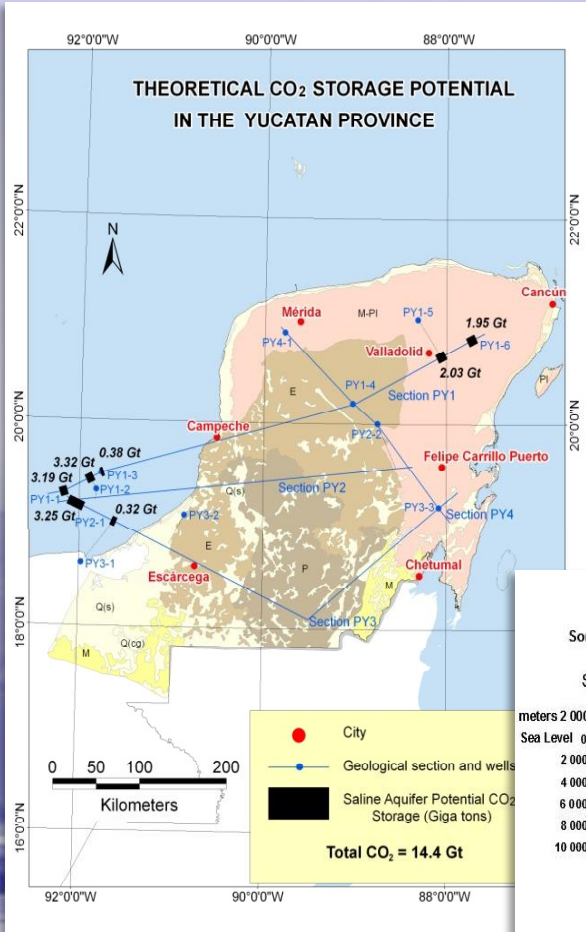 92°0'0"W
90°0'0"W
88°0'0"W
THEORETICAL CO₂ STORAGE POTENTIAL
IN THE YUCATAN PROVINCE
22°0'0"N
22°0'0"N
N
Cancún
Mérida
M-Pl
PY1-5
1.95 Gt
PY4-1
Valladolid
PY1-6
2.03 Gt
Pl
PY1-4
E
Section PY1
20°0'0"N
20°0'0"N
Campeche
PY2-2
0.38 Gt
3.32 Gt
Felipe Carrillo Puerto
3.19 Gt
PY1-3
PY1-2
Q(s)
Section PY2
PY1-1
0.32 Gt
3.25 Gt
PY2-1
PY3-2
PY3-3
Section PY4
E
PY3-1
Escárcega
P
Chetumal
M
Q(s)
18°0'0"N
Section PY3
Q(cg)
M
City
Geological section and wells
0 50 100 200
Kilometers
Saline Aquifer Potential CO₂
Storage (Giga tons)
Total CO₂ = 14.4 Gt
16°0'0"N
92°0'0"W
90°0'0"W
88°0'0"W
meters 2 000
Sea Level 0
2 000
4 000
6 000
8 000
10 000